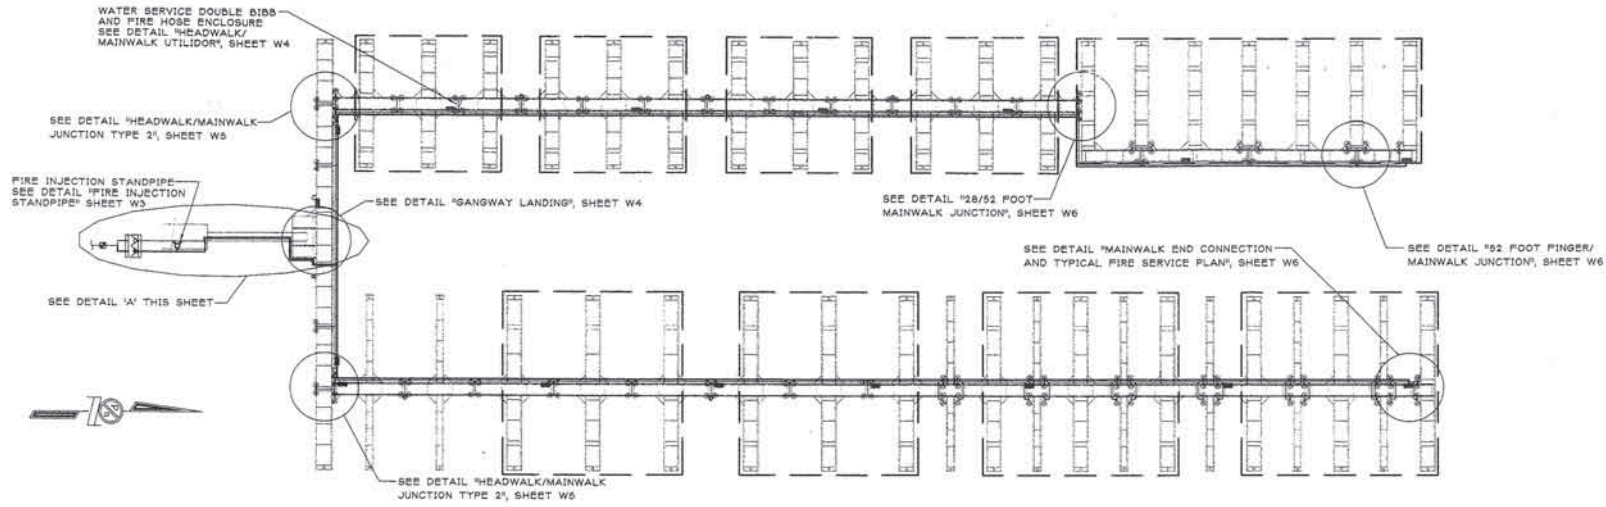 WATER SERVICE DOUBLE BIBB
AND FIRE HOSE ENCLOSURE
SEE DETAIL "HEADWALK/
MAINWALK UTILIDOR", SHEET W4
SEE DETAIL "HEADWALK/MAINWALK
JUNCTION TYPE 2", SHEET W5
FIRE INJECTION STANDPIPE
SEE DETAIL "FIRE INJECTION
STANDPIPE" SHEET W3
SEE DETAIL "GANGWAY LANDING", SHEET W4
SEE DETAIL "28/52 FOOT
MAINWALK JUNCTION", SHEET W6
SEE DETAIL "MAINWALK END CONNECTION
AND TYPICAL FIRE SERVICE PLAN", SHEET W6
SEE DETAIL "52 FOOT FINGER/
MAINWALK JUNCTION", SHEET W6
SEE DETAIL 'A' THIS SHEET
SEE DETAIL "HEADWALK/MAINWALK
JUNCTION TYPE 2", SHEET W5